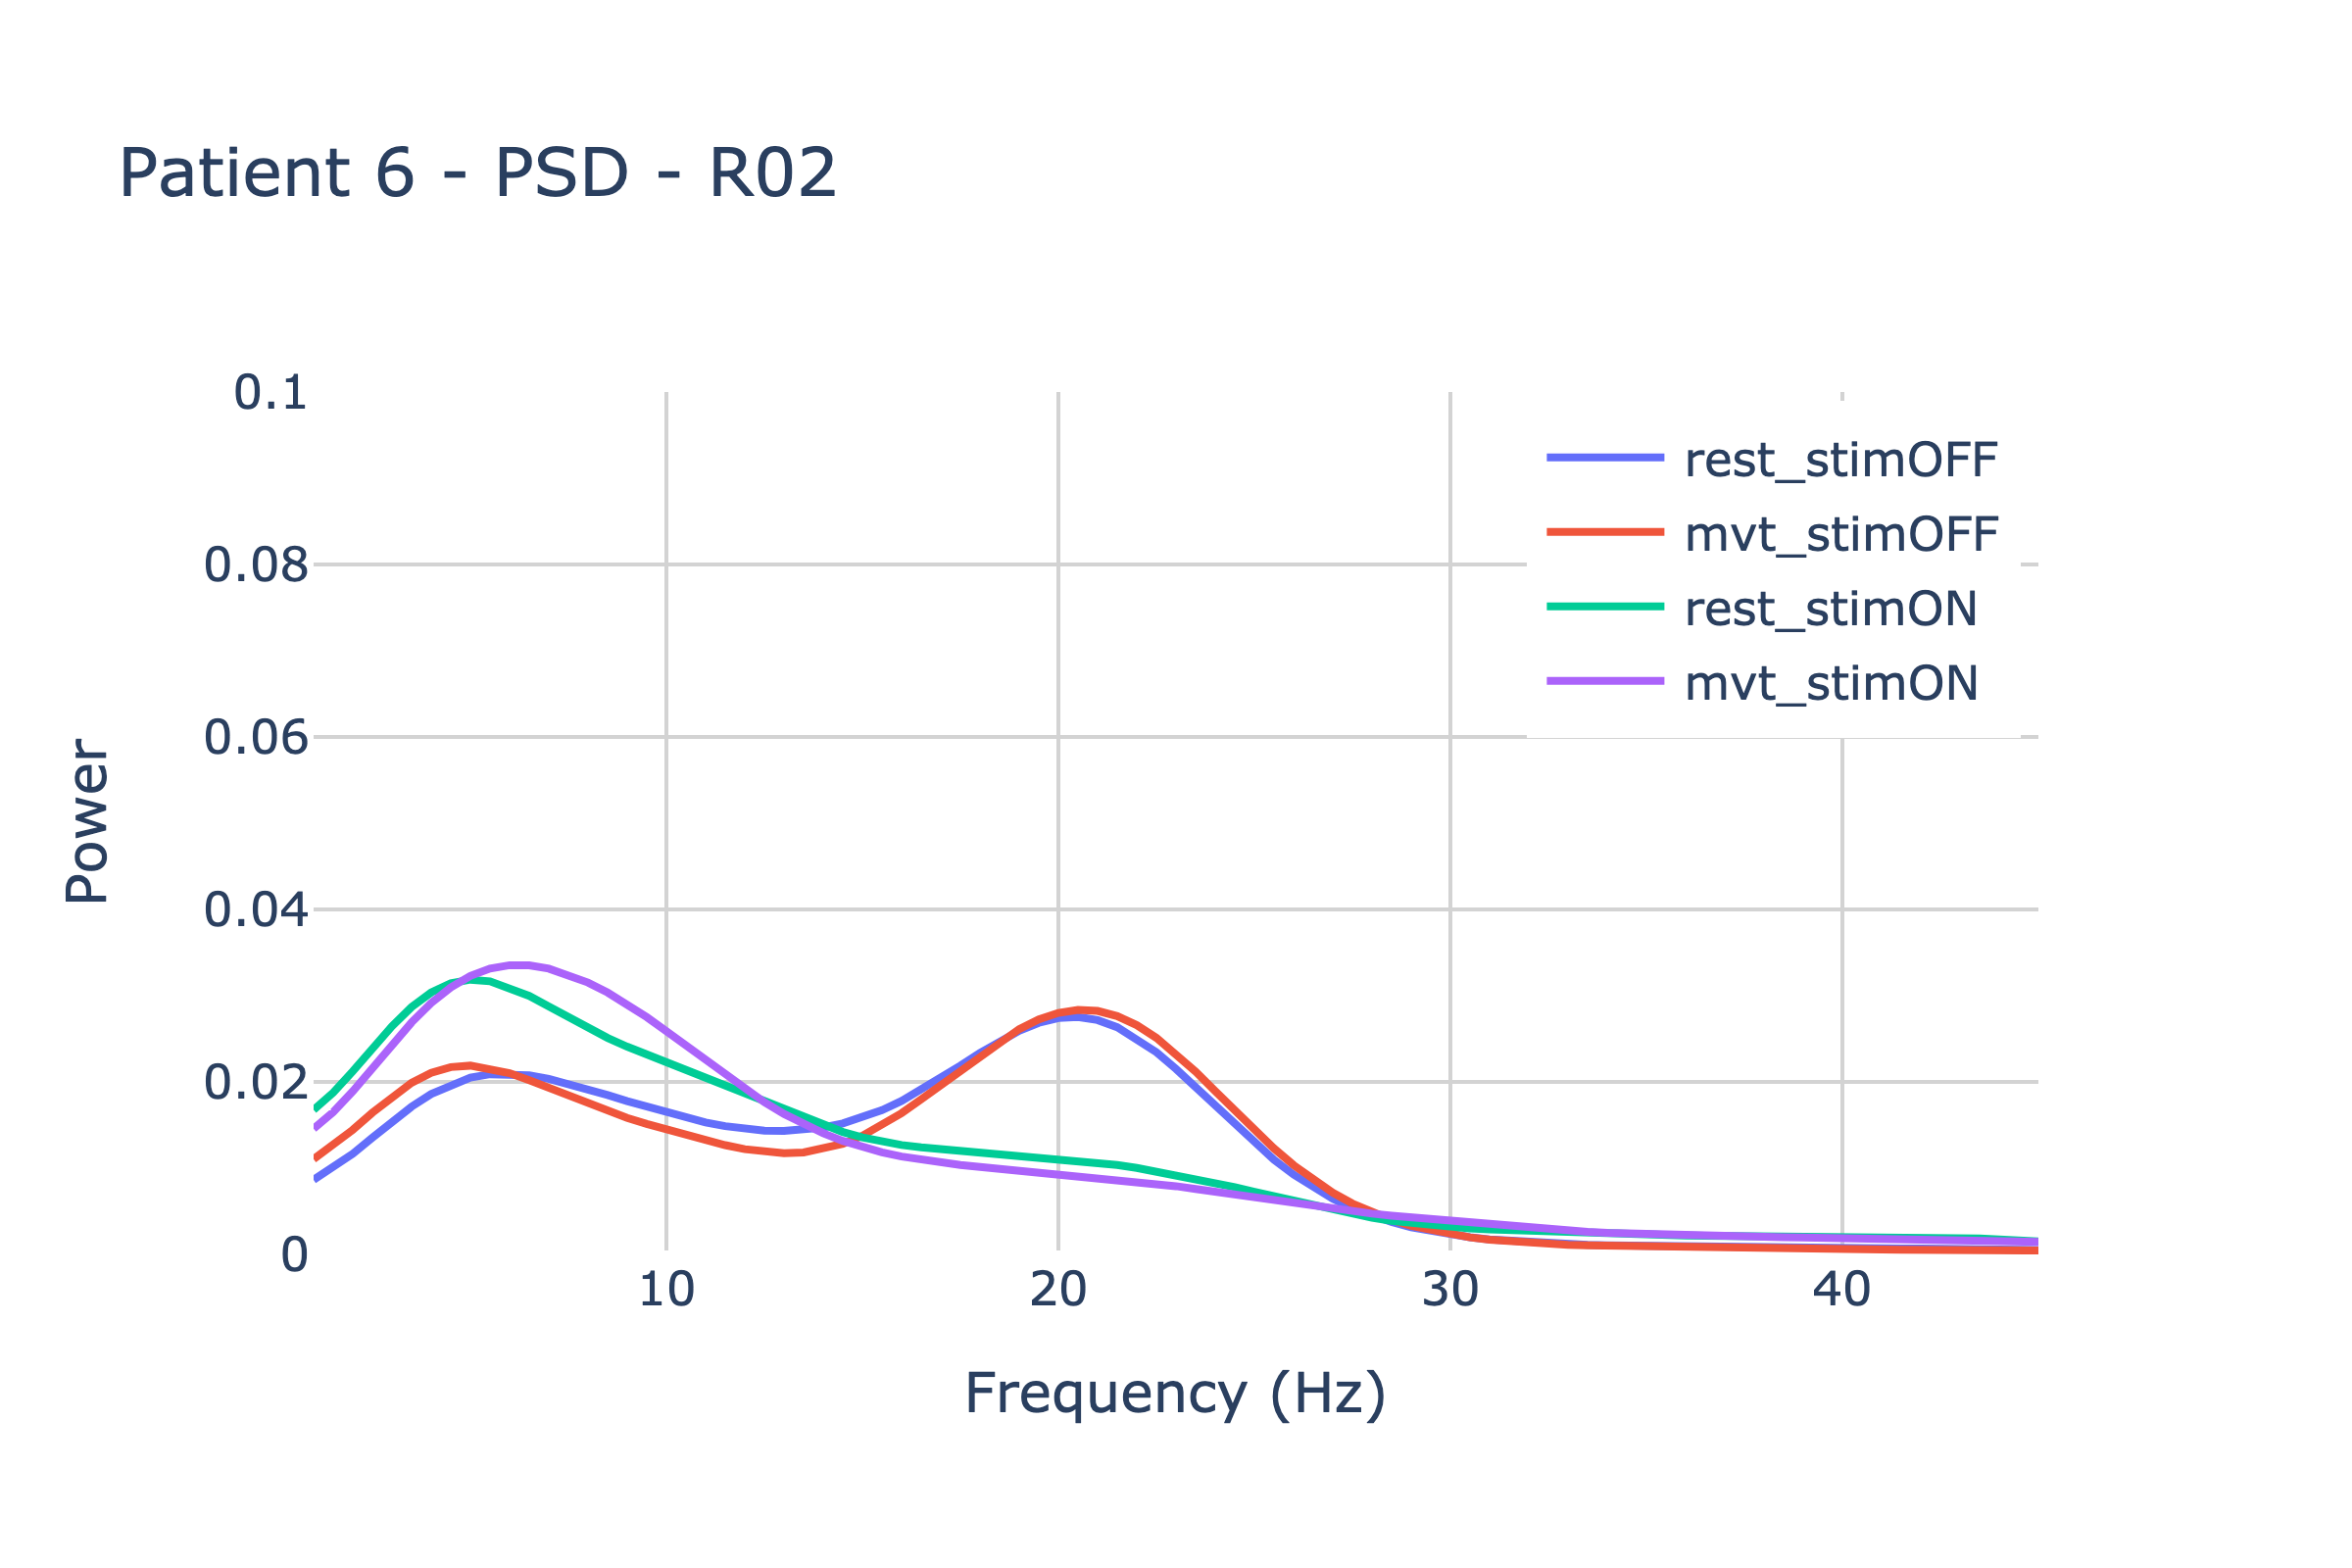 Patient 6 - PSD - R02
0.1
0.08
0.06
0.04
0.02
0
Power
rest_stimOFF
mvt_stimOFF
rest_stimON
mvt_stimON
10 20 30 40
Frequency (Hz)